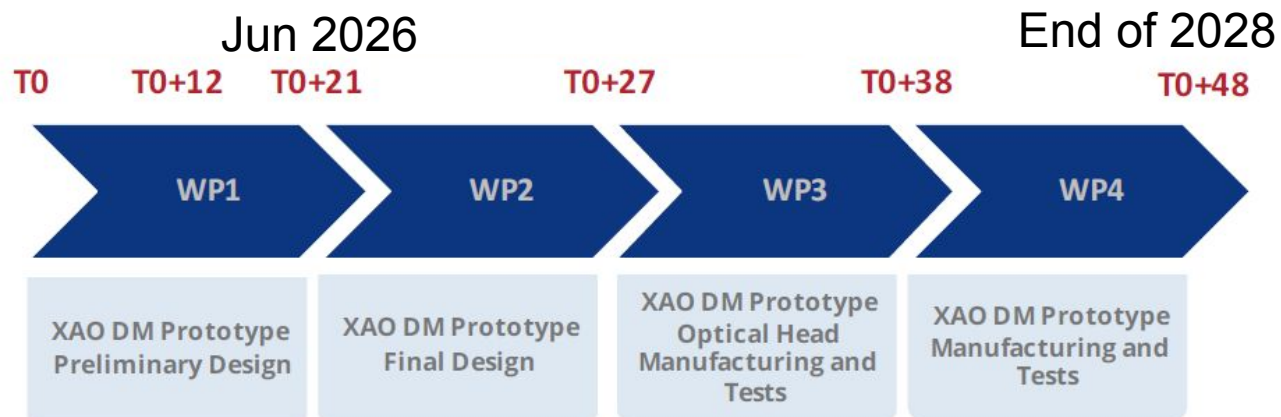 Jun 2026
End of 2028
T0
T0+12
T0+21
T0+27
T0+38
T0+48
WP1
WP2
WP3
WP4
XAO DM Prototype
Preliminary Design
XAO DM Prototype
Final Design
XAO DM Prototype
Optical Head
Manufacturing and
Tests
XAO DM Prototype
Manufacturing and
Tests